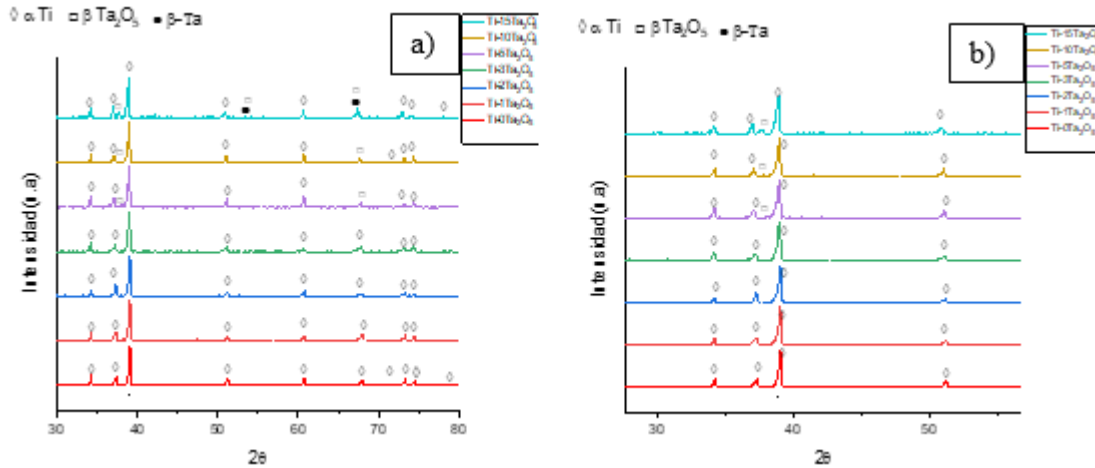 ◊ α Ti □ β Ta₂O₅ ● β-Ta
a)
Ti-15Ta₂O₅
Ti-10Ta₂O₅
Ti-5Ta₂O₅
Ti-3Ta₂O₅
Ti-2Ta₂O₅
Ti-1Ta₂O₅
Ti-0Ta₂O₅
Intensidad (u.a)
30 40 50 60 70 80
2θ
◊ α Ti □ β Ta₂O₅ ● β-Ta
b)
Ti-15Ta₂O
Ti-10Ta₂O
Ti-5Ta₂O₅
Ti-3Ta₂O₅
Ti-2Ta₂O₅
Ti-1Ta₂O₅
Ti-0Ta₂O₅
Intensidad (u.a)
30 40 50
2θ